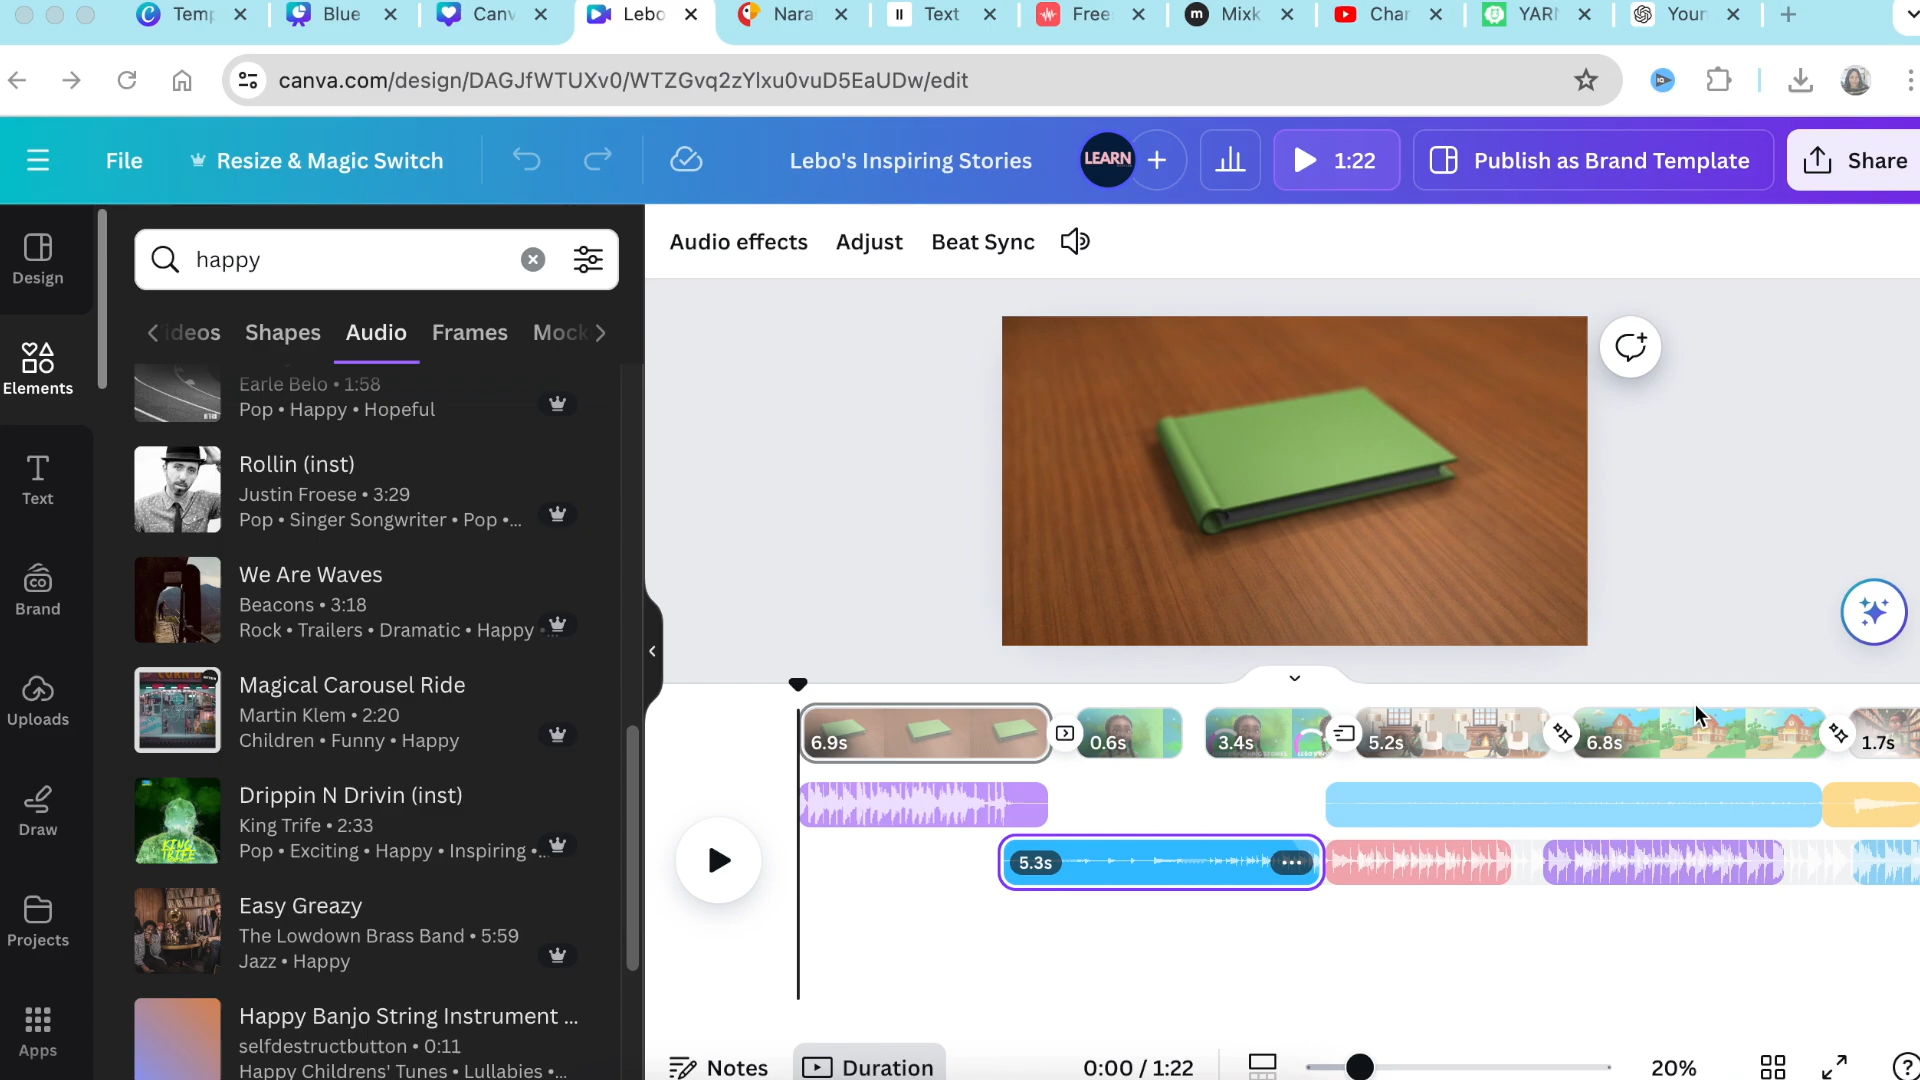 Temp
Blue
Canv
Lebo
Nara
Text
Free
Mixk
Char
YARN
Your
canva.com/design/DAGJfWTUXv0/WTZGvq2zYlxu0vuD5EaUDw/edit
File
Resize & Magic Switch
Lebo's Inspiring Stories
LEARN
1:22
Publish as Brand Template
Share
Design
Elements
Text
Brand
Uploads
Draw
Projects
Apps
happy
ideos Shapes Audio Frames Mock
Earle Belo • 1:58
Pop • Happy • Hopeful
Rollin (inst)
Justin Froese • 3:29
Pop • Singer Songwriter • Pop •...
We Are Waves
Beacons • 3:18
Rock • Trailers • Dramatic • Happy •...
Magical Carousel Ride
Martin Klem • 2:20
Children • Funny • Happy
Drippin N Drivin (inst)
King Trife • 2:33
Pop • Exciting • Happy • Inspiring •...
Easy Greazy
The Lowdown Brass Band • 5:59
Jazz • Happy
Happy Banjo String Instrument ...
selfdestructbutton • 0:11
Happy Childrens' Tunes • Lullabies •...
Audio effects Adjust Beat Sync
6.9s
0.6s
3.4s
5.2s
6.8s
1.7s
5.3s
Notes
Duration
0:00 / 1:22
20%